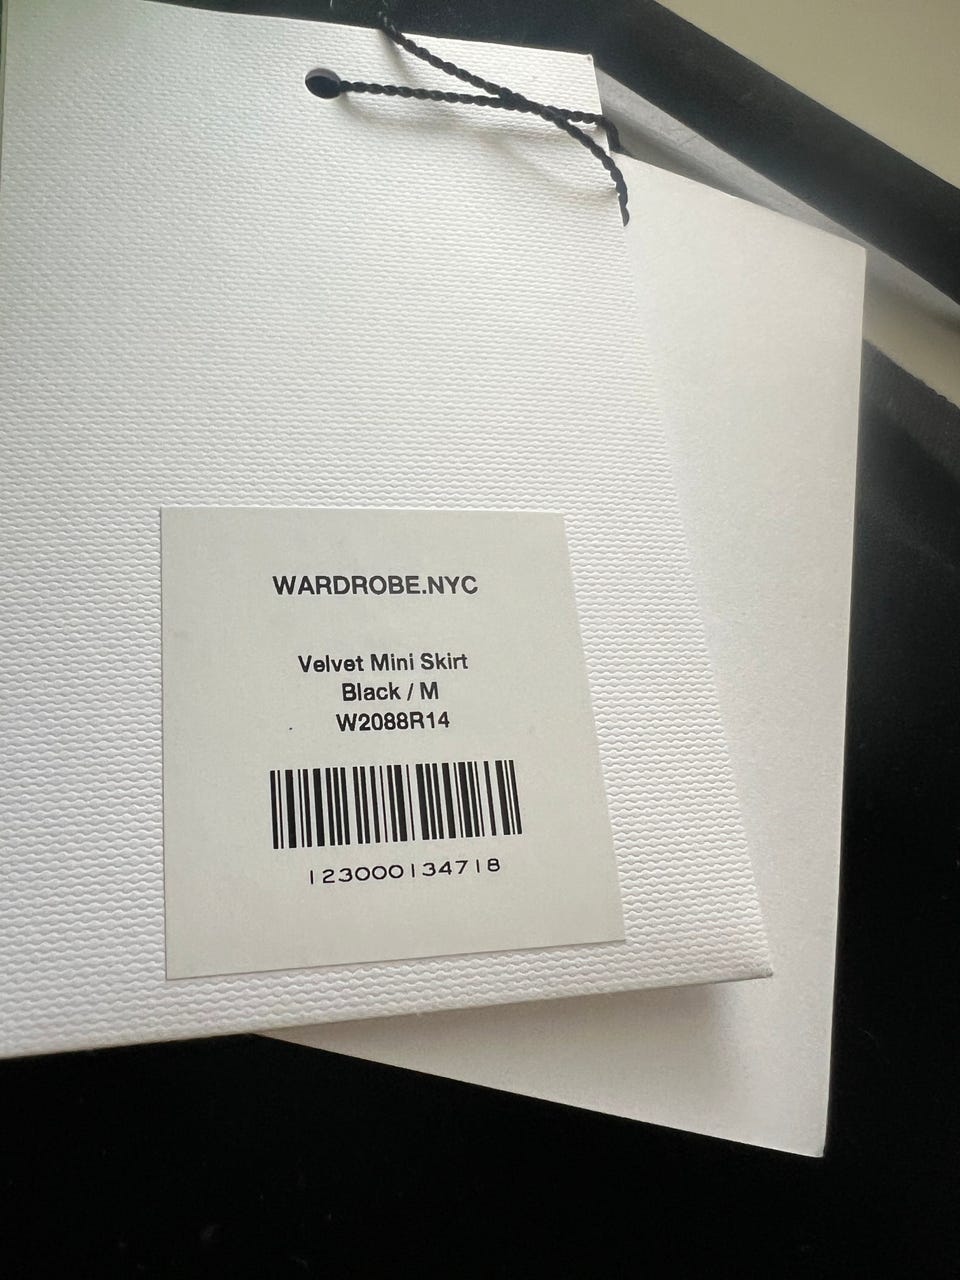 WARDROBE.NYC
Velvet Mini Skirt
Black / M
W2088R14
123000134718